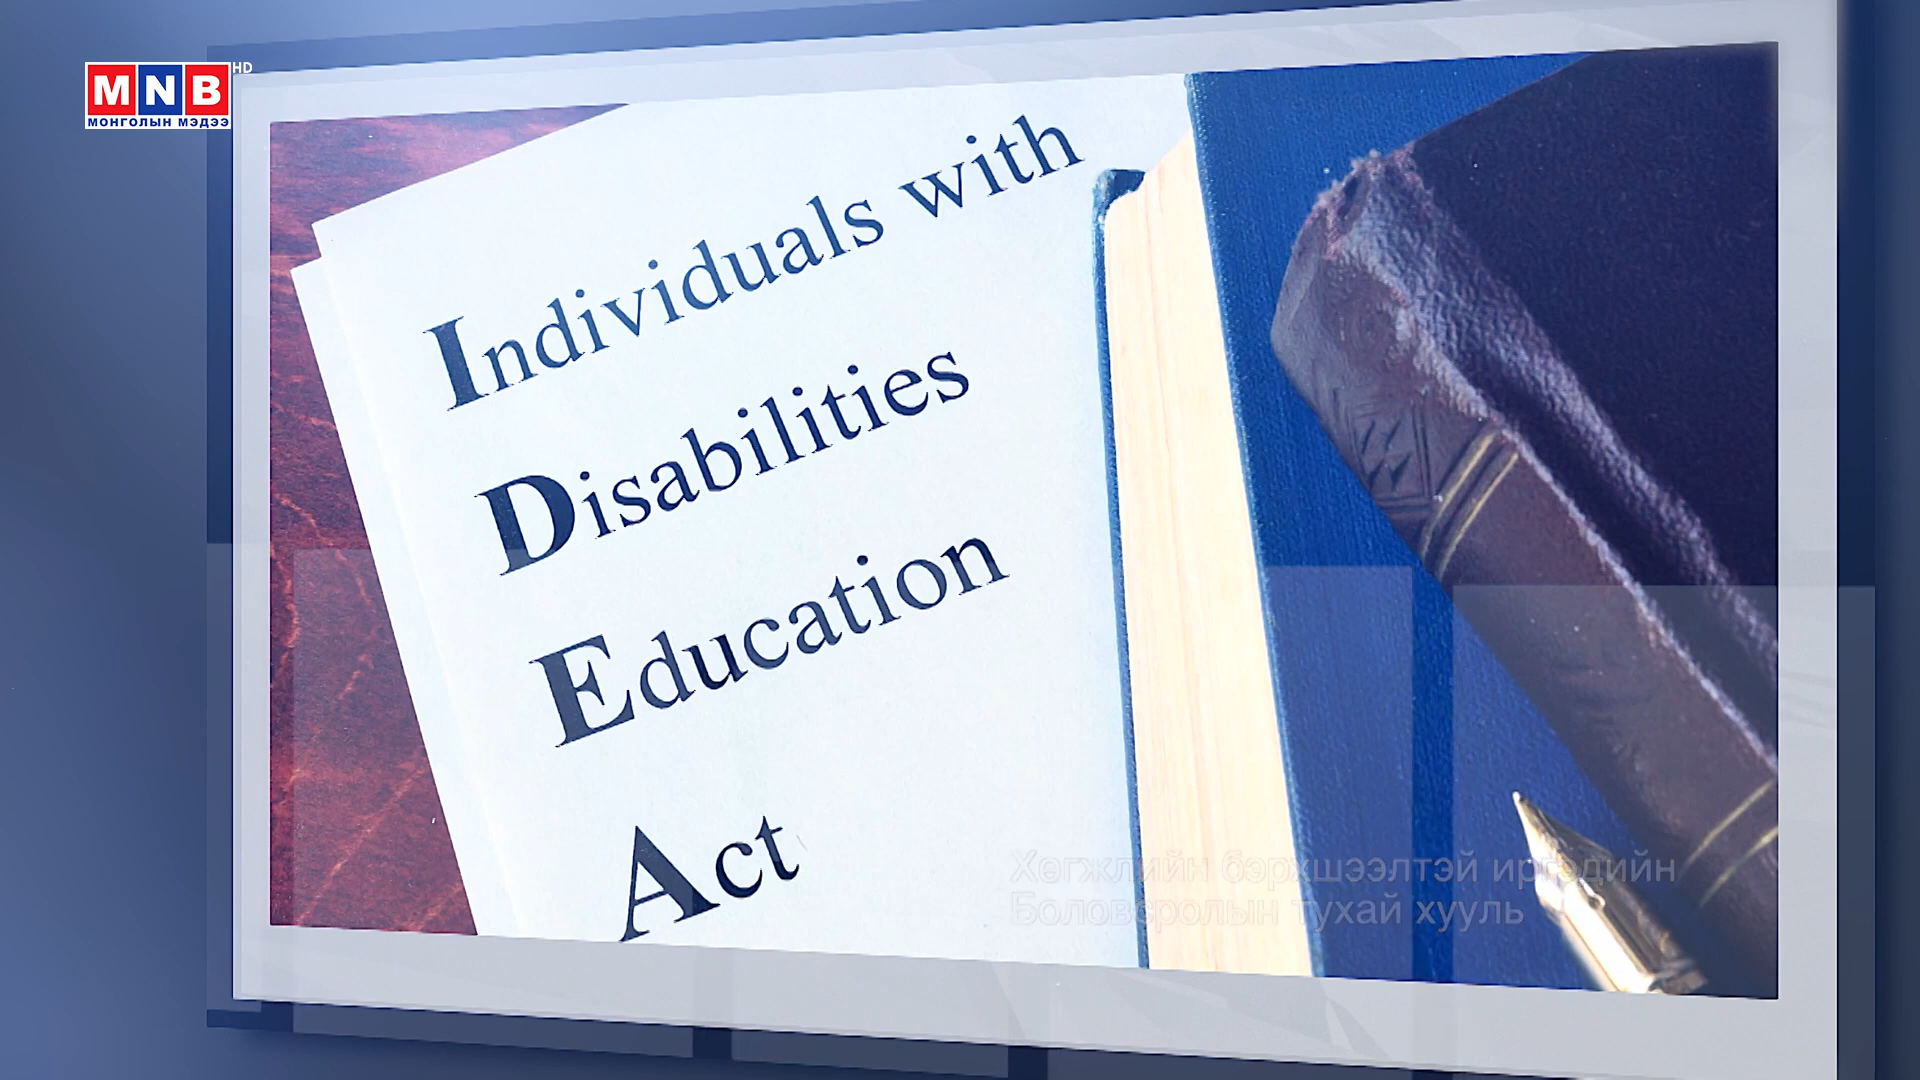 MNB HD
МОНГОЛЫН МЭДЭЭ
Individuals with
Disabilities
Education
Act
Хөгжлийн бэрхшээлтэй иргэдийн
Боловсролын тухай хууль